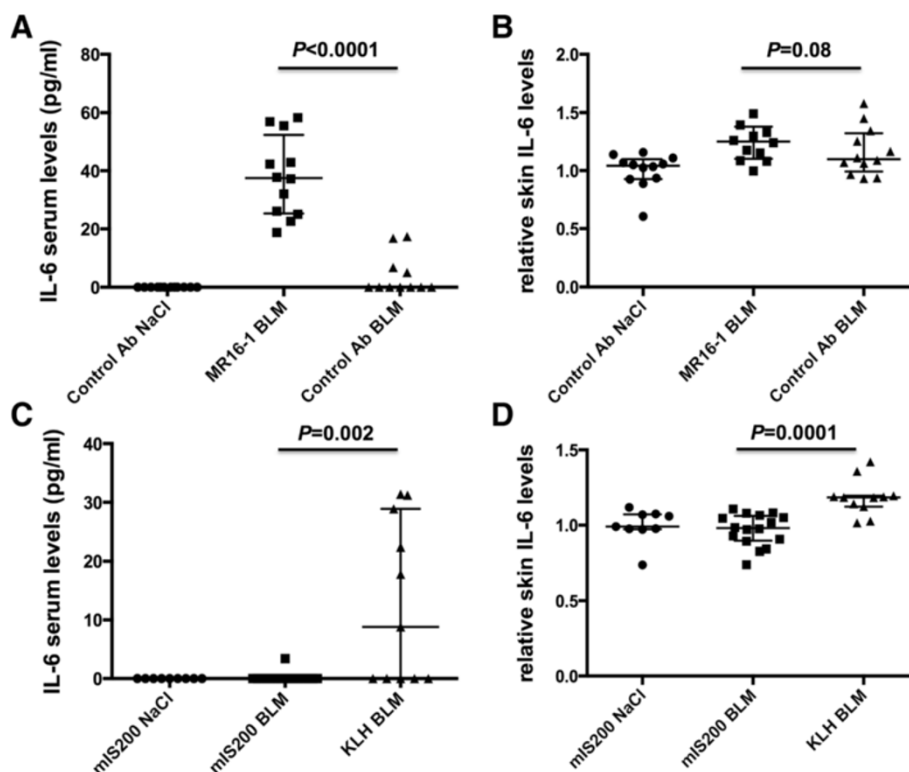 A
IL-6 serum levels (pg/ml)
80
60
40
20
0
P<0.0001
Control Ab NaCl
MR16-1 BLM
Control Ab BLM
B
relative skin IL-6 levels
2.0
1.5
1.0
0.5
0.0
P=0.08
Control Ab NaCl
MR16-1 BLM
Control Ab BLM
C
IL-6 serum levels (pg/ml)
40
30
20
10
0
P=0.002
mIS200 NaCl
mIS200 BLM
KLH BLM
D
relative skin IL-6 levels
1.5
1.0
0.5
0.0
P=0.0001
mIS200 NaCl
mIS200 BLM
KLH BLM